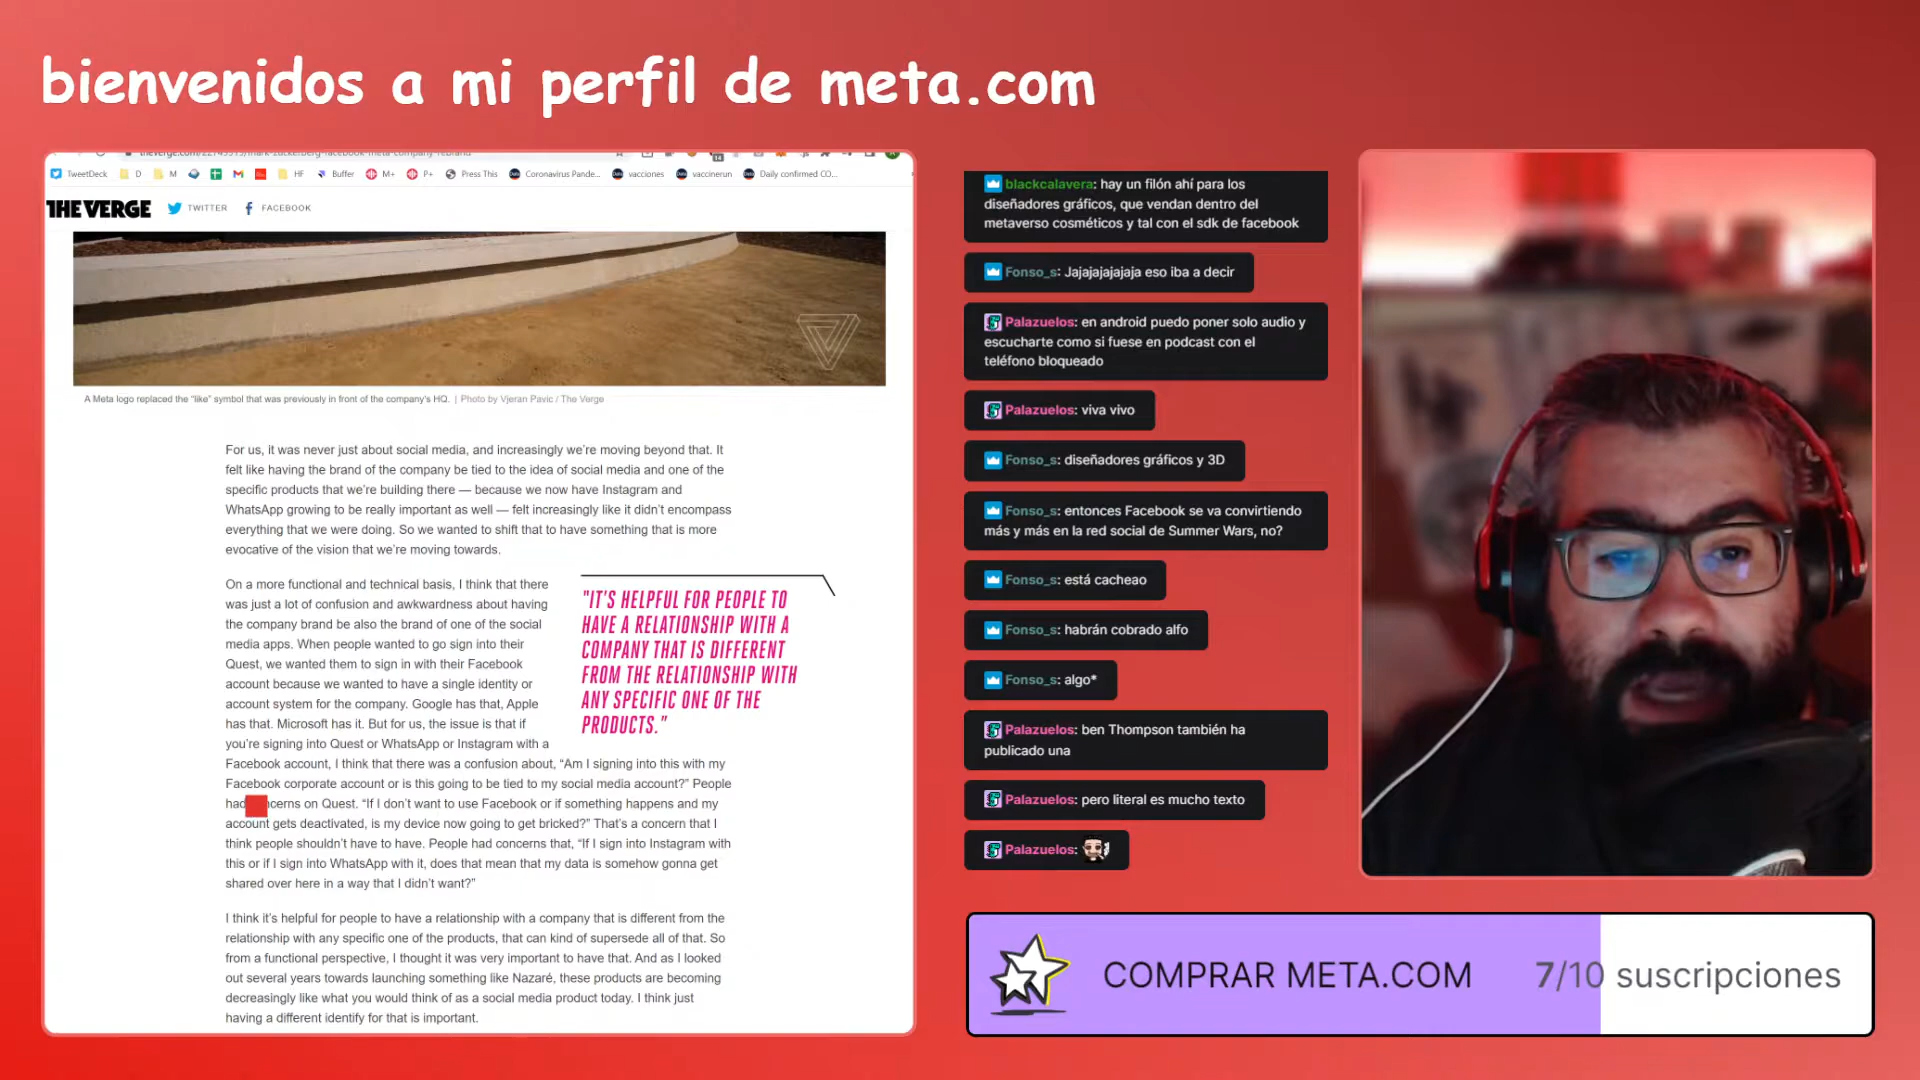 bienvenidos a mi perfil de meta.com
TweetDeck
D
M
HF
Buffer
M+
P+
Press This
Coronavirus Pande...
vacciones
vaccinerun
Daily confirmed CO...
THE VERGE
TWITTER
FACEBOOK
A Meta logo replaced the “like” symbol that was previously in front of the company's HQ. | Photo by Vjeran Pavic / The Verge
For us, it was never just about social media, and increasingly we’re moving beyond that. It
felt like having the brand of the company be tied to the idea of social media and one of the
specific products that we’re building there — because we now have Instagram and
WhatsApp growing to be really important as well — felt increasingly like it didn’t encompass
everything that we were doing. So we wanted to shift that to have something that is more
evocative of the vision that we’re moving towards.
On a more functional and technical basis, I think that there
was just a lot of confusion and awkwardness about having
the company brand be also the brand of one of the social
media apps. When people wanted to go sign into their
Quest, we wanted them to sign in with their Facebook
account because we wanted to have a single identity or
account system for the company. Google has that, Apple
has that. Microsoft has it. But for us, the issue is that if
you’re signing into Quest or WhatsApp or Instagram with a
Facebook account, I think that there was a confusion about, “Am I signing into this with my
Facebook corporate account or is this going to be tied to my social media account?” People
had cerns on Quest. “If I don’t want to use Facebook or if something happens and my
account gets deactivated, is my device now going to get bricked?” That’s a concern that I
think people shouldn’t have to have. People had concerns that, “If I sign into Instagram with
this or if I sign into WhatsApp with it, does that mean that my data is somehow gonna get
shared over here in a way that I didn’t want?”
"IT'S HELPFUL FOR PEOPLE TO
HAVE A RELATIONSHIP WITH A
COMPANY THAT IS DIFFERENT
FROM THE RELATIONSHIP WITH
ANY SPECIFIC ONE OF THE
PRODUCTS."
I think it’s helpful for people to have a relationship with a company that is different from the
relationship with any specific one of the products, that can kind of supersede all of that. So
from a functional perspective, I thought it was very important to have that. And as I looked
out several years towards launching something like Nazaré, these products are becoming
decreasingly like what you would think of as a social media product today. I think just
having a different identify for that is important.
blackcalavera: hay un filón ahí para los
diseñadores gráficos, que vendan dentro del
metaverso cosméticos y tal con el sdk de facebook
Fonso_s: Jajajajajajaja eso iba a decir
Palazuelos: en android puedo poner solo audio y
escucharte como si fuese en podcast con el
teléfono bloqueado
Palazuelos: viva vivo
Fonso_s: diseñadores gráficos y 3D
Fonso_s: entonces Facebook se va convirtiendo
más y más en la red social de Summer Wars, no?
Fonso_s: está cacheao
Fonso_s: habrán cobrado alfo
Fonso_s: algo*
Palazuelos: ben Thompson también ha
publicado una
Palazuelos: pero literal es mucho texto
Palazuelos:
COMPRAR META.COM
7/10 suscripciones